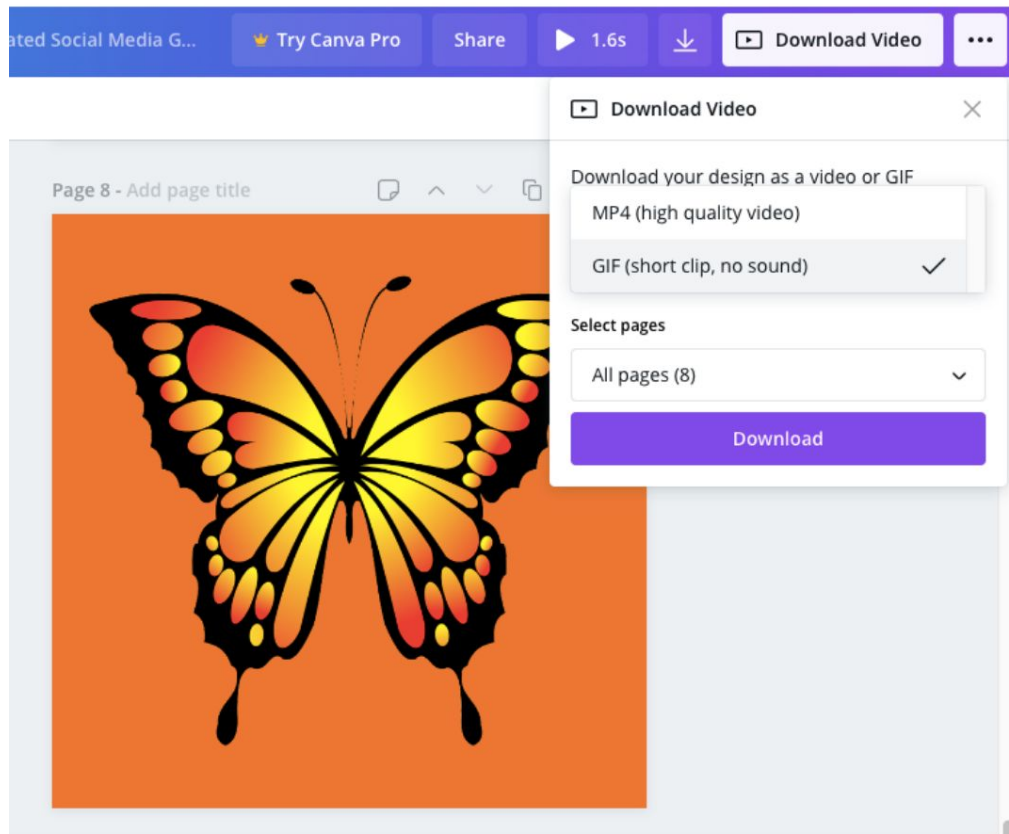 ated Social Media G...
Try Canva Pro
Share
1.6s
Download Video
Download Video
Download your design as a video or GIF
MP4 (high quality video)
GIF (short clip, no sound)
Page 8 - Add page title
Select pages
All pages (8)
Download